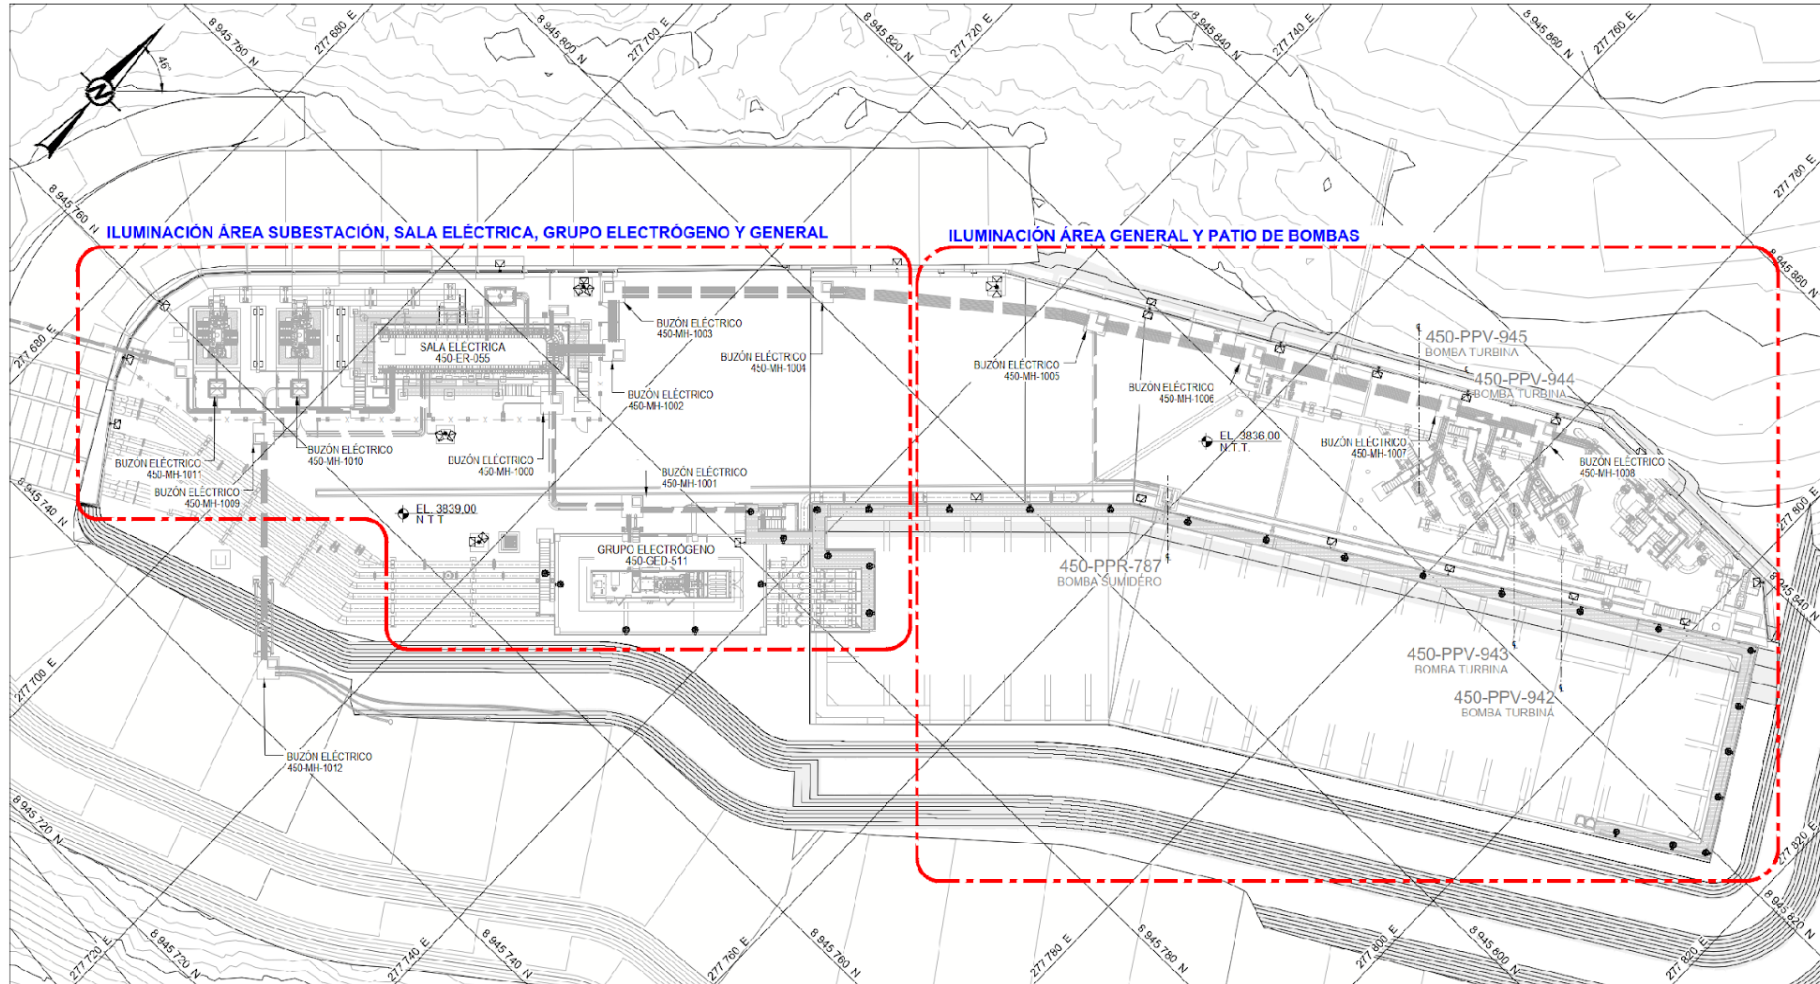 8 945 780 N
277 680 E
8 945 800 N
277 700 E
8 945 820 N
277 720 E
8 945 840 N
277 740 E
8 945 860 N
277 760 E
46°
N
277 780 E
8 945 760 N
ILUMINACIÓN ÁREA SUBESTACIÓN, SALA ELÉCTRICA, GRUPO ELECTRÓGENO Y GENERAL
ILUMINACIÓN ÁREA GENERAL Y PATIO DE BOMBAS
8 945 860 N
277 680 E
BUZÓN ELÉCTRICO
450-MH-1003
SALA ELÉCTRICA
450-ER-055
BUZÓN ELÉCTRICO
450-MH-1004
BUZÓN ELÉCTRICO
450-MH-1005
450-PPV-945
BOMBA TURBINA
450-PPV-944
BOMBA TURBINA
BUZÓN ELÉCTRICO
450-MH-1006
BUZÓN ELÉCTRICO
450-MH-1002
BUZÓN ELÉCTRICO
450-MH-1011
BUZÓN ELÉCTRICO
450-MH-1010
BUZÓN ELÉCTRICO
450-MH-1000
EL. 3836.00
N.T.T.
BUZÓN ELÉCTRICO
450-MH-1007
BUZÓN ELÉCTRICO
450-MH-1008
BUZÓN ELÉCTRICO
450-MH-1001
BUZÓN ELÉCTRICO
450-MH-1009
8 945 740 N
EL. 3839.00
N T T
277 800 E
GRUPO ELECTRÓGENO
450-GED-511
450-PPR-787
BOMBA SUMIDERO
8 945 840 N
277 700 E
450-PPV-943
BOMBA TURBINA
450-PPV-942
BOMBA TURBINA
BUZÓN ELÉCTRICO
450-MH-1012
8 945 720 N
277 820 E
8 945 820 N
277 720 E
8 945 720 N
277 740 E
8 945 740 N
277 760 E
8 945 760 N
277 780 E
8 945 780 N
277 800 E
8 945 800 N
277 820 E